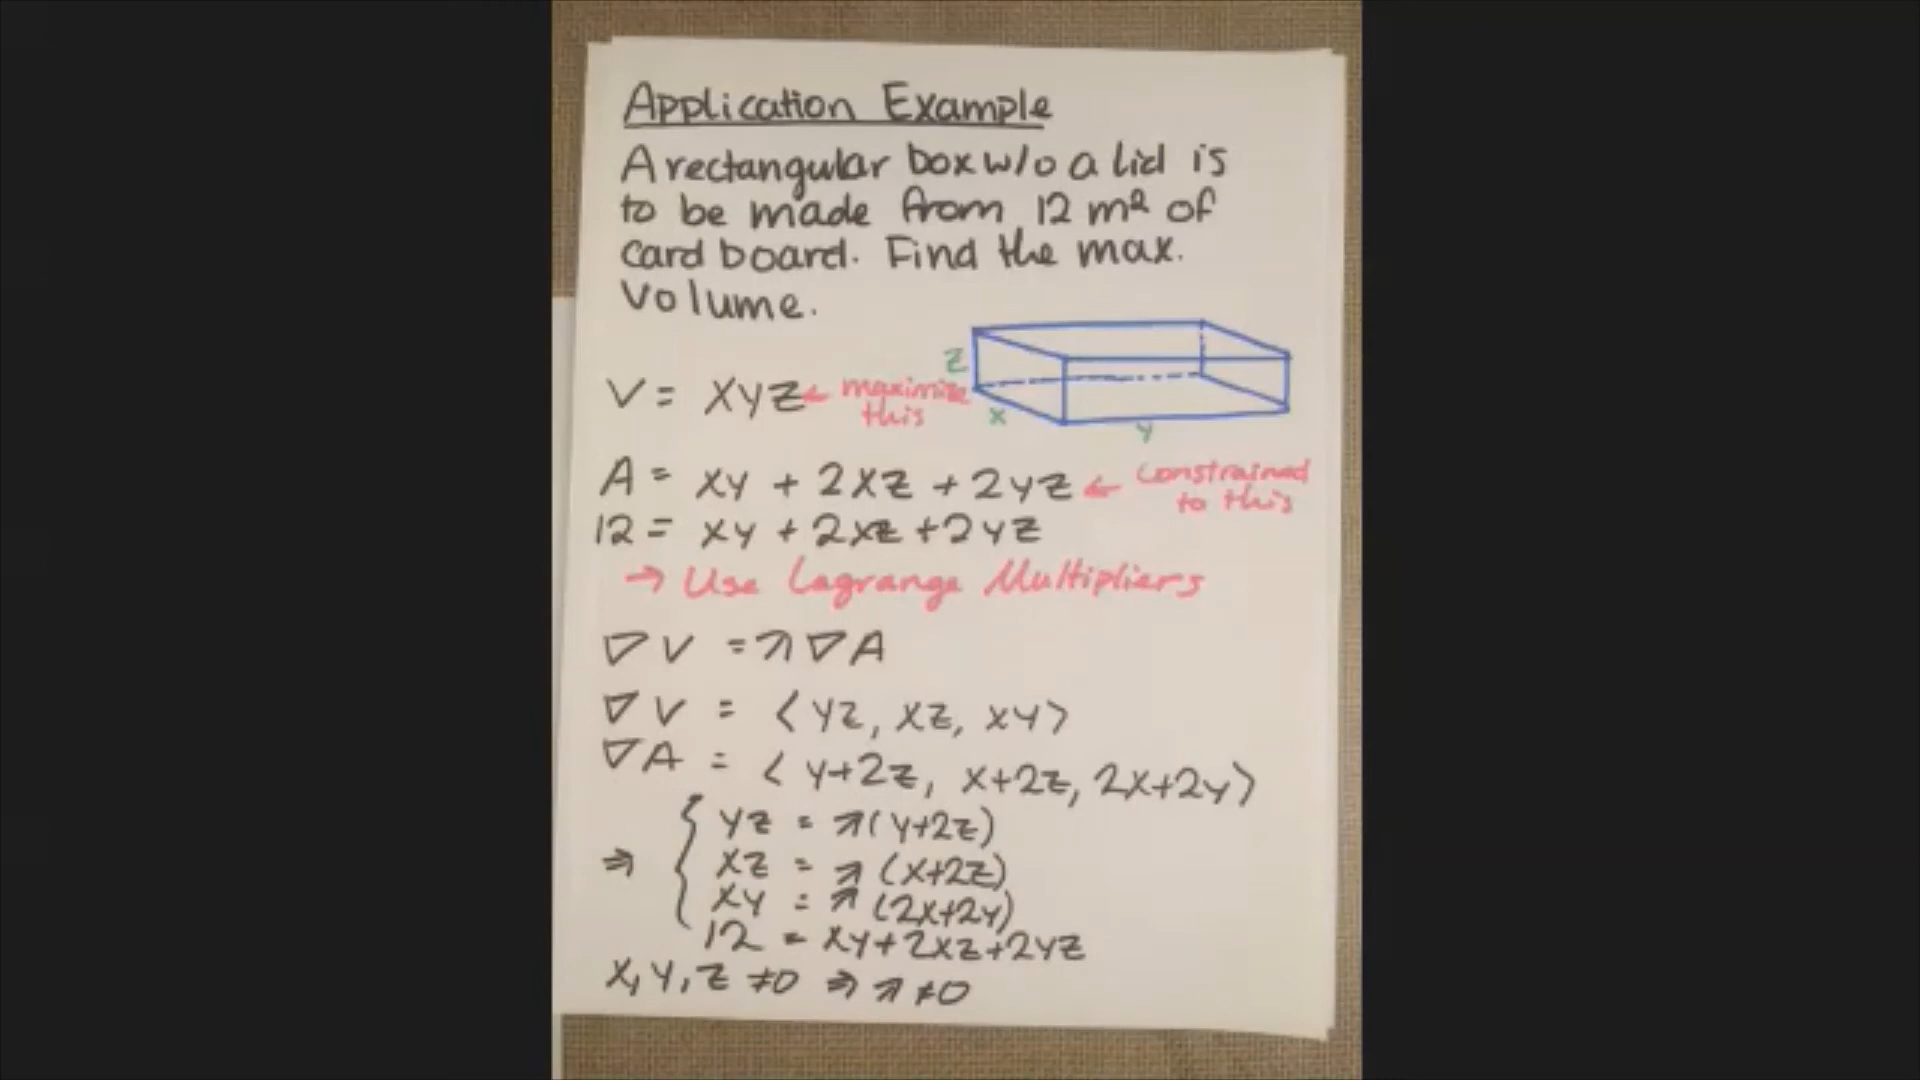 Application Example
A rectangular box w/o a lid is
to be made from 12 m² of
card board. Find the max.
Volume.
V = XYZ ← maximize
this
Z
X
Y
A = XY + 2XZ + 2YZ ← constrained
to this
12 = XY + 2XZ + 2YZ
→ Use Lagrange Multipliers
∇V = λ∇A
∇V = ⟨YZ, XZ, XY⟩
∇A = ⟨Y+2Z, X+2Z, 2X+2Y⟩
⇒ { YZ = λ(Y+2Z)
XZ = λ (X+2Z)
XY = λ (2X+2Y)
12 = XY+2XZ+2YZ
X, Y, Z ≠0 ⇒ λ ≠0